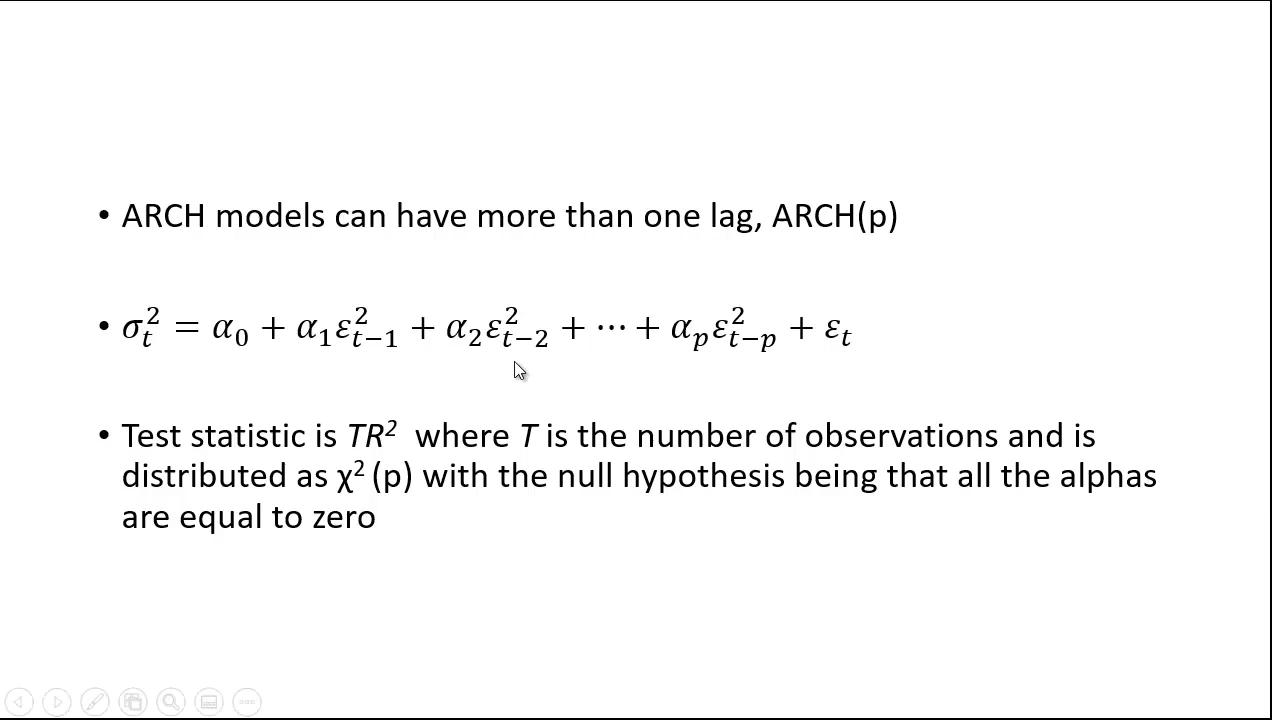 • ARCH models can have more than one lag, ARCH(p)
• σ²ₜ = α₀ + α₁ε²ₜ₋₁ + α₂ε²ₜ₋₂ + ⋯ + αₚε²ₜ₋ₚ + εₜ
• Test statistic is TR² where T is the number of observations and is
distributed as χ² (p) with the null hypothesis being that all the alphas
are equal to zero